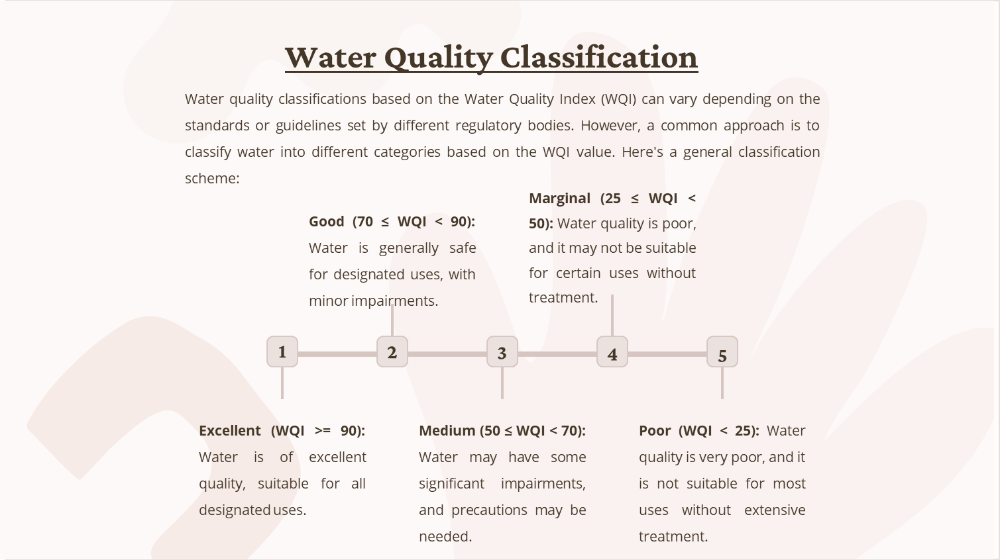 Water Quality Classification
Water quality classifications based on the Water Quality Index (WQI) can vary depending on the
standards or guidelines set by different regulatory bodies. However, a common approach is to
classify water into different categories based on the WQI value. Here's a general classification
scheme:
Good (70 ≤ WQI < 90):
Water is generally safe
for designated uses, with
minor impairments.
Marginal (25 ≤ WQI <
50): Water quality is poor,
and it may not be suitable
for certain uses without
treatment.
1 2 3 4 5
Excellent (WQI >= 90):
Water is of excellent
quality, suitable for all
designated uses.
Medium (50 ≤ WQI < 70):
Water may have some
significant impairments,
and precautions may be
needed.
Poor (WQI < 25): Water
quality is very poor, and it
is not suitable for most
uses without extensive
treatment.